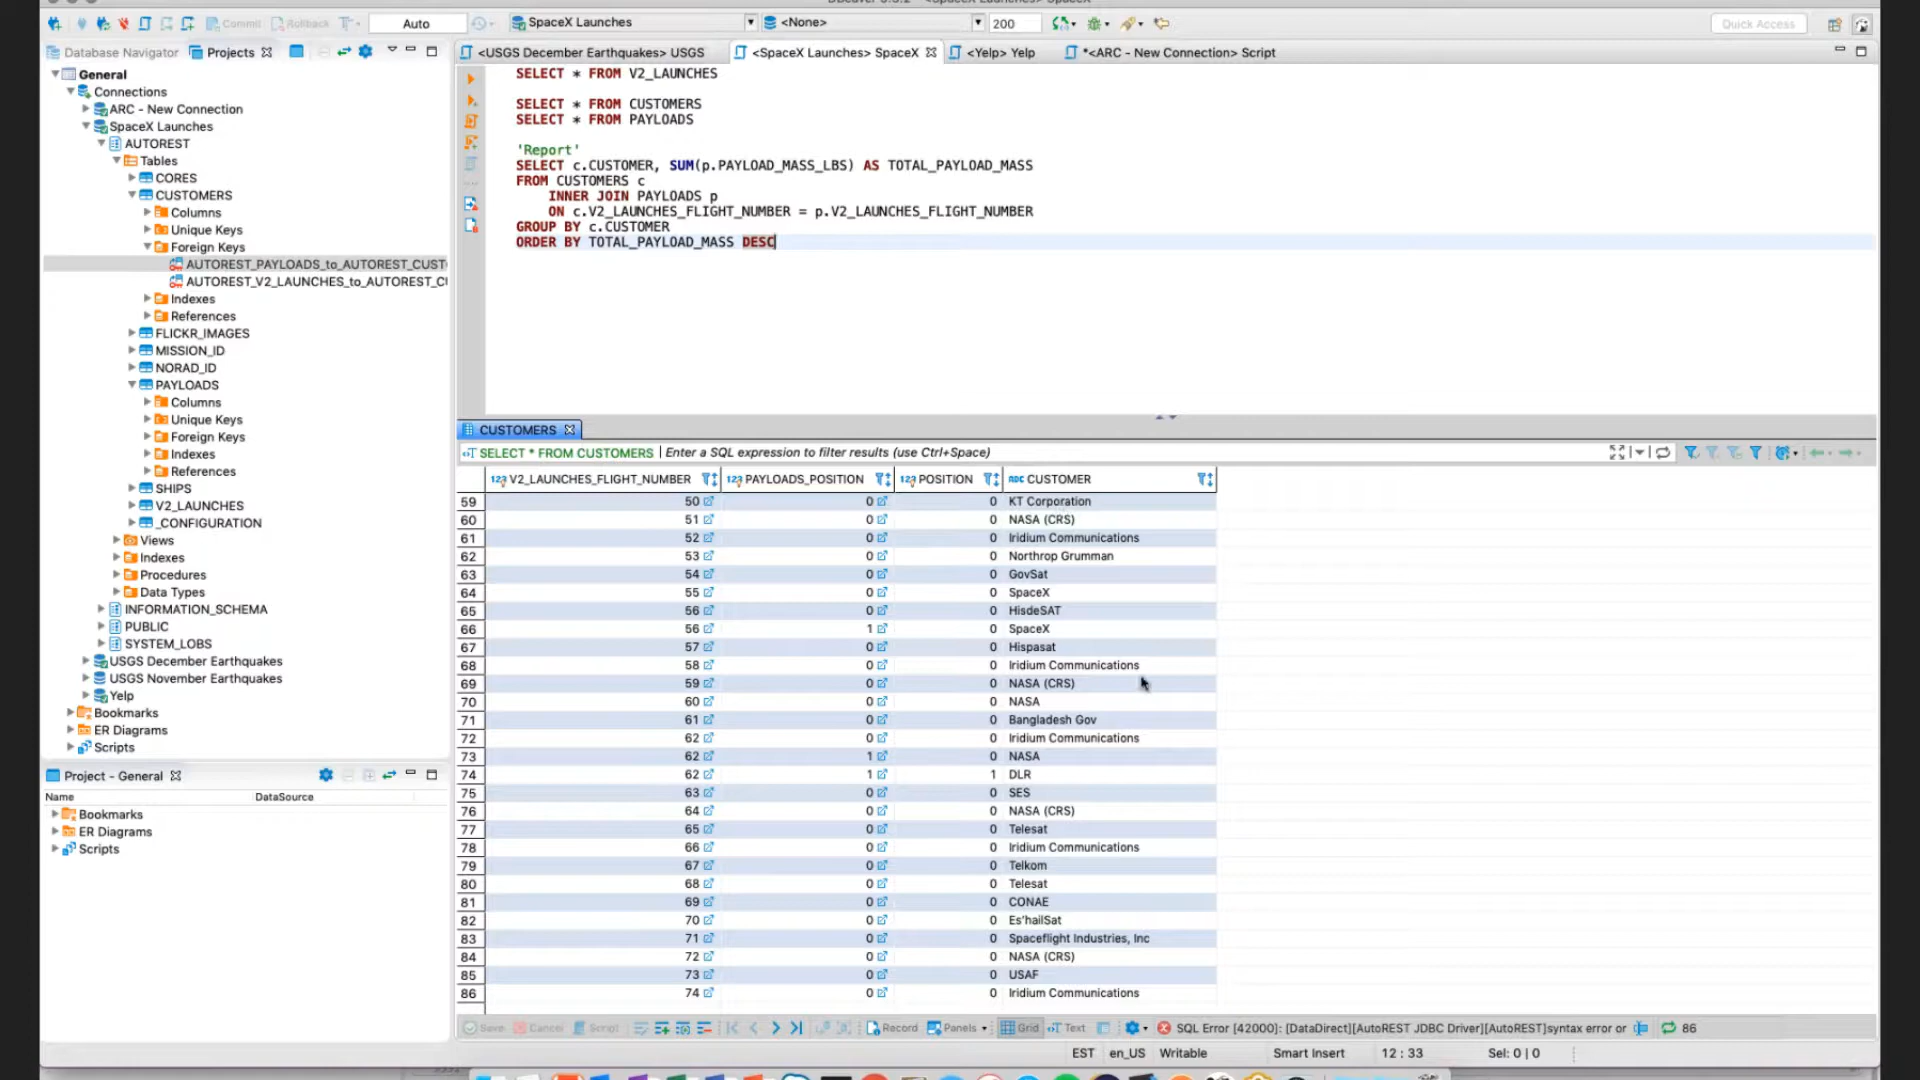 Commit
Rollback
Auto
SpaceX Launches
<None>
200
Quick Access
Database Navigator
Projects
<USGS December Earthquakes> USGS
<SpaceX Launches> SpaceX
<Yelp> Yelp
*<ARC - New Connection> Script
General
Connections
ARC - New Connection
SpaceX Launches
AUTOREST
Tables
CORES
CUSTOMERS
Columns
Unique Keys
Foreign Keys
AUTOREST_PAYLOADS_to_AUTOREST_CUST
AUTOREST_V2_LAUNCHES_to_AUTOREST_C
Indexes
References
FLICKR_IMAGES
MISSION_ID
NORAD_ID
PAYLOADS
Columns
Unique Keys
Foreign Keys
Indexes
References
SHIPS
V2_LAUNCHES
_CONFIGURATION
Views
Indexes
Procedures
Data Types
INFORMATION_SCHEMA
PUBLIC
SYSTEM_LOBS
USGS December Earthquakes
USGS November Earthquakes
Yelp
Bookmarks
ER Diagrams
Scripts
Project - General
Name DataSource
Bookmarks
ER Diagrams
Scripts
SELECT * FROM V2_LAUNCHES
SELECT * FROM CUSTOMERS
SELECT * FROM PAYLOADS
'Report'
SELECT c.CUSTOMER, SUM(p.PAYLOAD_MASS_LBS) AS TOTAL_PAYLOAD_MASS
FROM CUSTOMERS c
INNER JOIN PAYLOADS p
ON c.V2_LAUNCHES_FLIGHT_NUMBER = p.V2_LAUNCHES_FLIGHT_NUMBER
GROUP BY c.CUSTOMER
ORDER BY TOTAL_PAYLOAD_MASS DESC
CUSTOMERS
SELECT * FROM CUSTOMERS Enter a SQL expression to filter results (use Ctrl+Space)
123 V2_LAUNCHES_FLIGHT_NUMBER 123 PAYLOADS_POSITION 123 POSITION ABC CUSTOMER
59 50 0 0 KT Corporation
60 51 0 0 NASA (CRS)
61 52 0 0 Iridium Communications
62 53 0 0 Northrop Grumman
63 54 0 0 GovSat
64 55 0 0 SpaceX
65 56 0 0 HisdeSAT
66 56 1 0 SpaceX
67 57 0 0 Hispasat
68 58 0 0 Iridium Communications
69 59 0 0 NASA (CRS)
70 60 0 0 NASA
71 61 0 0 Bangladesh Gov
72 62 0 0 Iridium Communications
73 62 1 0 NASA
74 62 1 1 DLR
75 63 0 0 SES
76 64 0 0 NASA (CRS)
77 65 0 0 Telesat
78 66 0 0 Iridium Communications
79 67 0 0 Telkom
80 68 0 0 Telesat
81 69 0 0 CONAE
82 70 0 0 Es'hailSat
83 71 0 0 Spaceflight Industries, Inc
84 72 0 0 NASA (CRS)
85 73 0 0 USAF
86 74 0 0 Iridium Communications
Save Cancel Script Record Panels Grid Text SQL Error [42000]: [DataDirect][AutoREST JDBC Driver][AutoREST]syntax error or 86
EST en_US Writable Smart Insert 12 : 33 Sel: 0 | 0